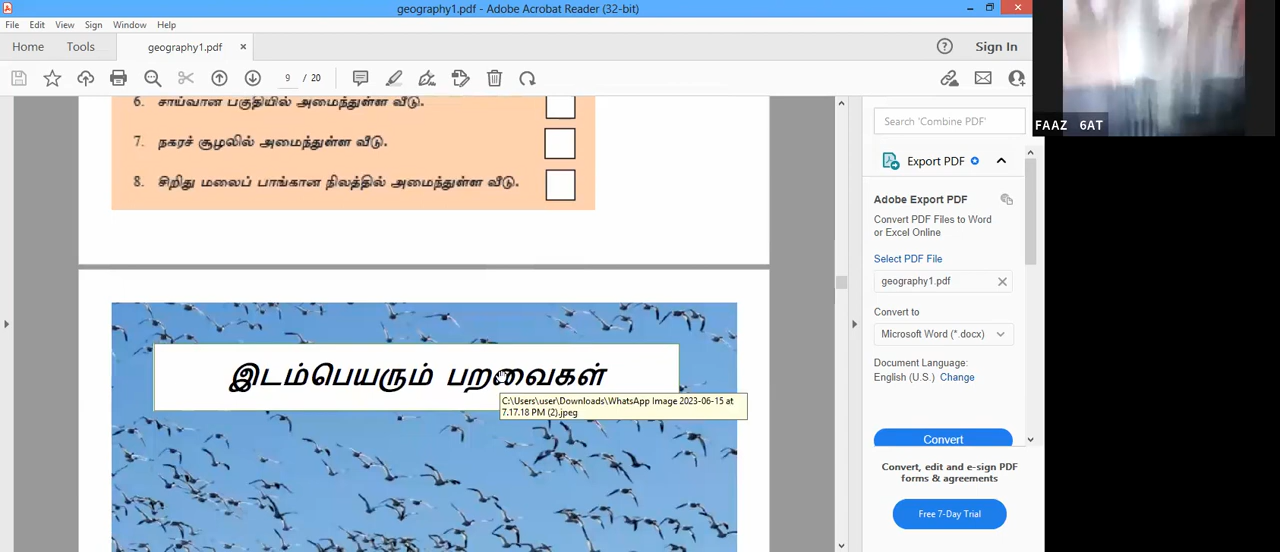 geography1.pdf - Adobe Acrobat Reader (32-bit)
File Edit View Sign Window Help
Home Tools geography1.pdf × Sign In
9 / 20
6. சாய்வான பகுதியில் அமைந்துள்ள வீடு.
7. நகரச் சூழலில் அமைந்துள்ள வீடு.
8. சிறிது மலைப் பாங்கான நிலத்தில் அமைந்துள்ள வீடு.
இடம்பெயரும் பறவைகள்
C:\Users\user\Downloads\WhatsApp Image 2023-06-15 at
7.17.18 PM (2).jpeg
Search 'Combine PDF'
Export PDF
Adobe Export PDF
Convert PDF Files to Word
or Excel Online
Select PDF File
geography1.pdf
Convert to
Microsoft Word (*.docx)
Document Language:
English (U.S.) Change
Convert
Convert, edit and e-sign PDF
forms & agreements
Free 7-Day Trial
FAAZ 6AT